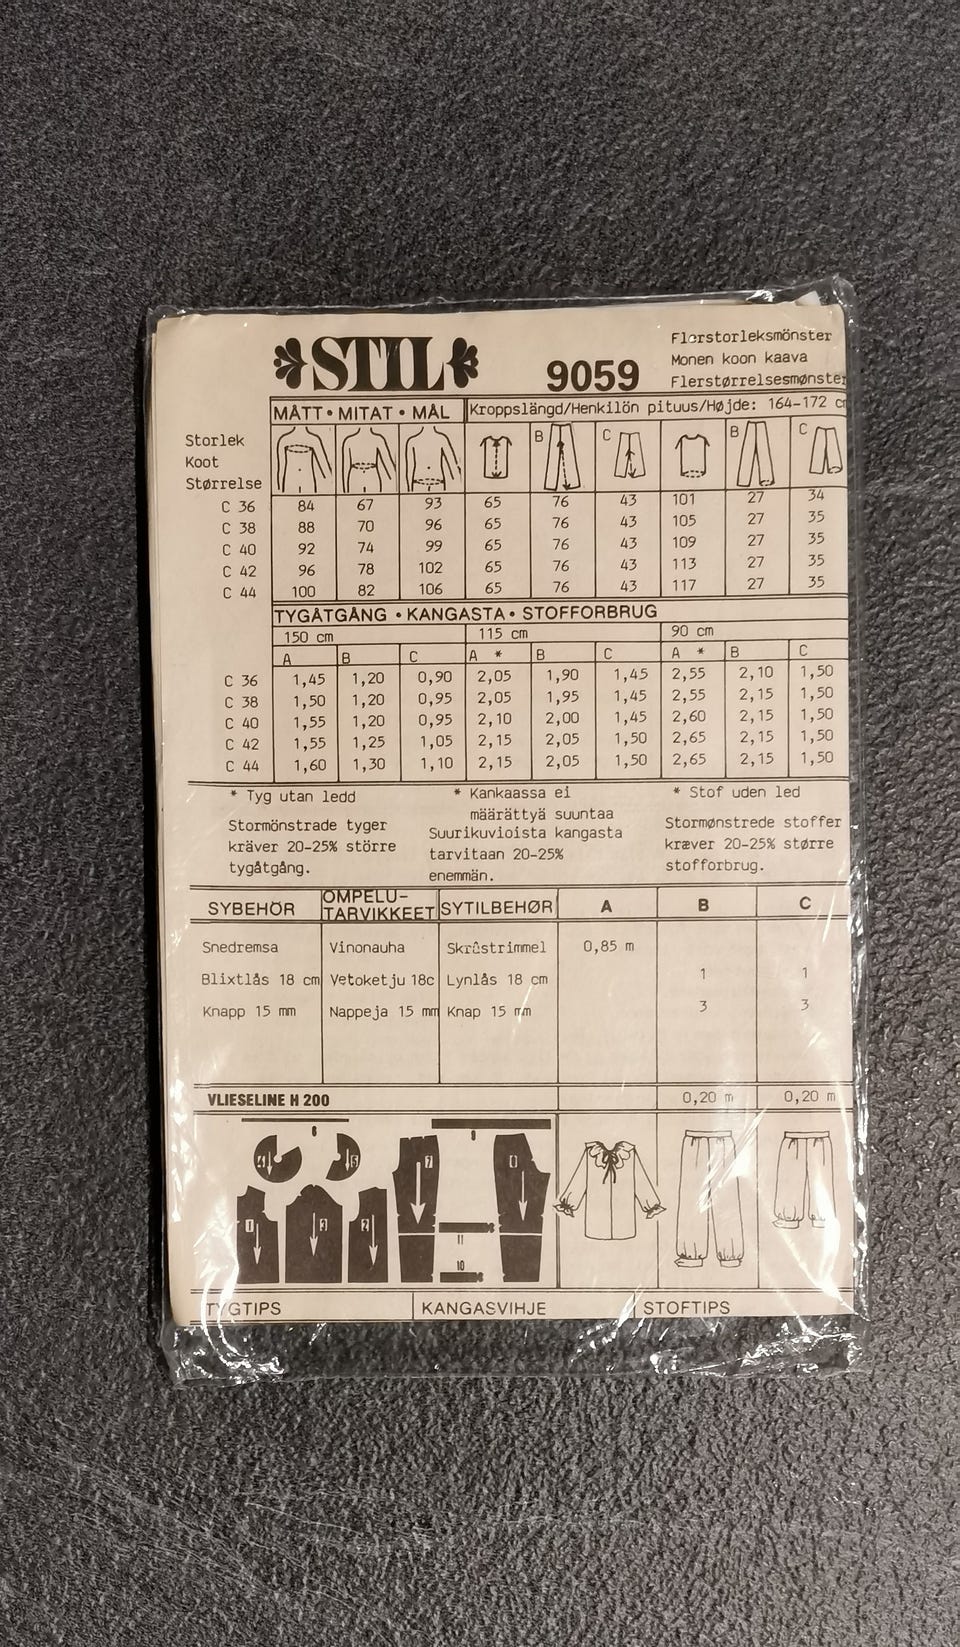 STIL
9059
Flerstorleksmönster
Monen koon kaava
Flerstørrelsesmønster
MÅTT • MITAT • MÅL
Kroppslängd/Henkilön pituus/Højde: 164-172 cm
Storlek
Koot
Størrelse
B C B C
C 36 84 67 93 65 76 43 101 27 34
C 38 88 70 96 65 76 43 105 27 35
C 40 92 74 99 65 76 43 109 27 35
C 42 96 78 102 65 76 43 113 27 35
C 44 100 82 106 65 76 43 117 27 35
TYGÅTGÅNG • KANGASTA • STOFFORBRUG
150 cm 115 cm 90 cm
A B C A * B C A * B C
C 36 1,45 1,20 0,90 2,05 1,90 1,45 2,55 2,10 1,50
C 38 1,50 1,20 0,95 2,05 1,95 1,45 2,55 2,15 1,50
C 40 1,55 1,20 0,95 2,10 2,00 1,45 2,60 2,15 1,50
C 42 1,55 1,25 1,05 2,15 2,05 1,50 2,65 2,15 1,50
C 44 1,60 1,30 1,10 2,15 2,05 1,50 2,65 2,15 1,50
* Tyg utan ledd
Stormönstrade tyger
kräver 20-25% större
tygåtgång.
* Kankaassa ei
määrättyä suuntaa
Suurikuvioista kangasta
tarvitaan 20-25%
enemmän.
* Stof uden led
Stormønstrede stoffer
kræver 20-25% større
stofforbrug.
SYBEHÖR OMPELU-TARVIKKEET SYTILBEHØR A B C
Snedremsa Vinonauha Skråstrimmel 0,85 m
Blixtlås 18 cm Vetoketju 18c Lynlås 18 cm 1 1
Knapp 15 mm Nappeja 15 mm Knap 15 mm 3 3
VLIESELINE H 200 0,20 m 0,20 m
6 9
4 5 7 8
1 3 2
11
10
TYGTIPS KANGASVIHJE STOFTIPS